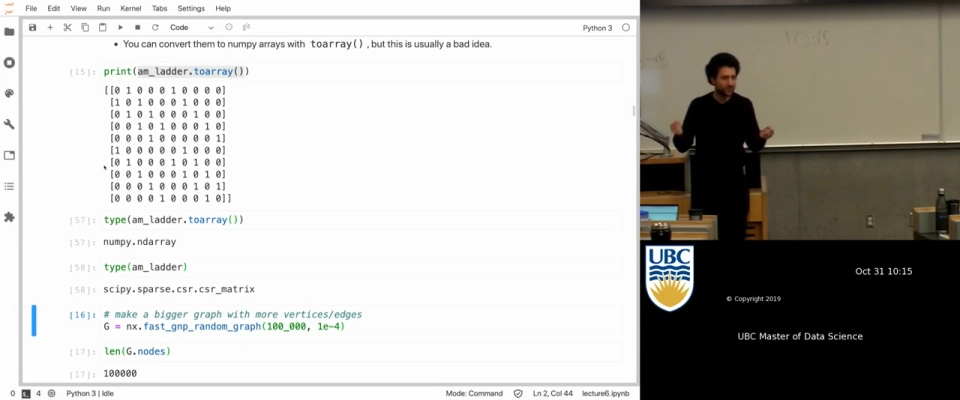 File Edit View Run Kernel Tabs Settings Help
Code
Python 3
• You can convert them to numpy arrays with toarray() , but this is usually a bad idea.
[15]: print(am_ladder.toarray())
[[0 1 0 0 0 1 0 0 0 0]
[1 0 1 0 0 0 1 0 0 0]
[0 1 0 1 0 0 0 1 0 0]
[0 0 1 0 1 0 0 0 1 0]
[0 0 0 1 0 0 0 0 0 1]
[1 0 0 0 0 0 1 0 0 0]
[0 1 0 0 0 1 0 1 0 0]
[0 0 1 0 0 0 1 0 1 0]
[0 0 0 1 0 0 0 1 0 1]
[0 0 0 0 1 0 0 0 1 0]]
[57]: type(am_ladder.toarray())
[57]: numpy.ndarray
[58]: type(am_ladder)
[58]: scipy.sparse.csr.csr_matrix
[16]: # make a bigger graph with more vertices/edges
G = nx.fast_gnp_random_graph(100_000, 1e-4)
[17]: len(G.nodes)
[17]: 100000
0 4 Python 3 | Idle Mode: Command Ln 2, Col 44 lecture6.ipynb
10:15
UBC
Oct 31 10:15
© Copyright 2019
UBC Master of Data Science